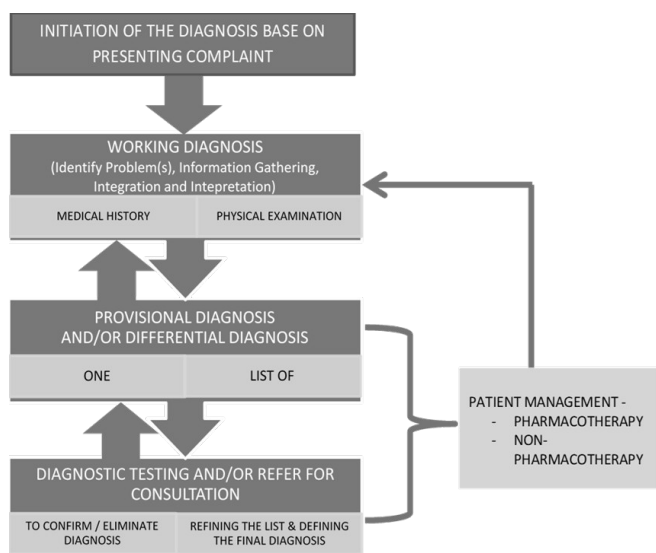 INITIATION OF THE DIAGNOSIS BASE ON
PRESENTING COMPLAINT
WORKING DIAGNOSIS
(Identify Problem(s), Information Gathering,
Integration and Intepretation)
MEDICAL HISTORY
PHYSICAL EXAMINATION
PROVISIONAL DIAGNOSIS
AND/OR DIFFERENTIAL DIAGNOSIS
ONE
LIST OF
PATIENT MANAGEMENT -
- PHARMACOTHERAPY
- NON-
PHARMACOTHERAPY
DIAGNOSTIC TESTING AND/OR REFER FOR
CONSULTATION
TO CONFIRM / ELIMINATE
DIAGNOSIS
REFINING THE LIST & DEFINING
THE FINAL DIAGNOSIS